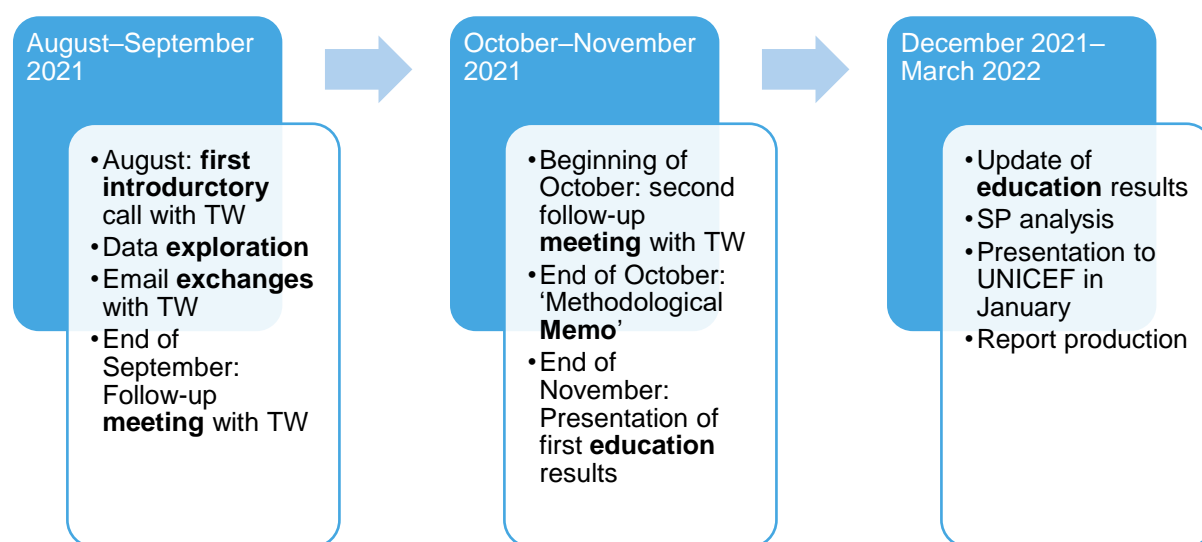 August–September
2021
•August: first
introdurctory
call with TW
•Data exploration
•Email exchanges
with TW
•End of
September:
Follow-up
meeting with TW
October–November
2021
•Beginning of
October: second
follow-up
meeting with TW
•End of October:
‘Methodological
Memo’
•End of
November:
Presentation of
first education
results
December 2021–
March 2022
•Update of
education results
•SP analysis
•Presentation to
UNICEF in
January
•Report production